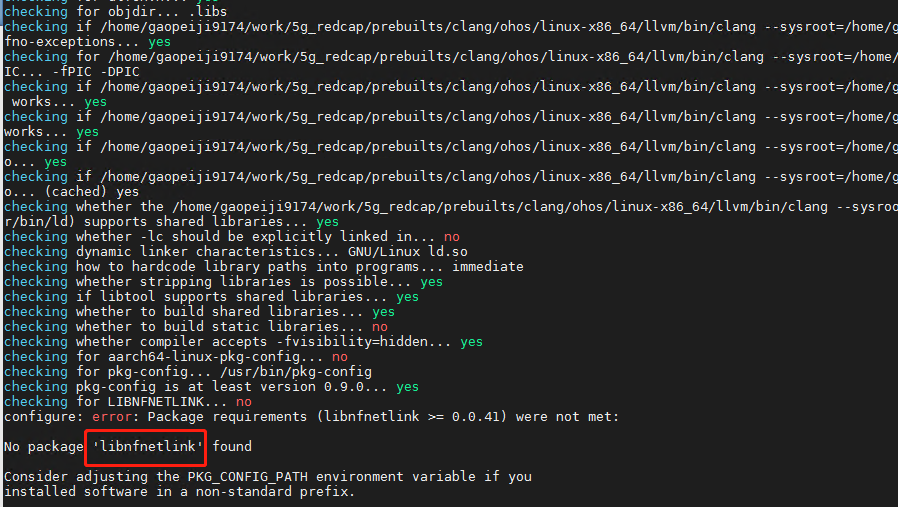 checking for objdir... .libs
checking if /home/gaopeiji9174/work/5g_redcap/prebuilts/clang/ohos/linux-x86_64/llvm/bin/clang --sysroot=/home/
fno-exceptions... yes
checking for /home/gaopeiji9174/work/5g_redcap/prebuilts/clang/ohos/linux-x86_64/llvm/bin/clang --sysroot=/home/
IC... -fPIC -DPIC
checking if /home/gaopeiji9174/work/5g_redcap/prebuilts/clang/ohos/linux-x86_64/llvm/bin/clang --sysroot=/home/g
works... yes
checking if /home/gaopeiji9174/work/5g_redcap/prebuilts/clang/ohos/linux-x86_64/llvm/bin/clang --sysroot=/home/g
works... yes
checking if /home/gaopeiji9174/work/5g_redcap/prebuilts/clang/ohos/linux-x86_64/llvm/bin/clang --sysroot=/home/g
o... yes
checking if /home/gaopeiji9174/work/5g_redcap/prebuilts/clang/ohos/linux-x86_64/llvm/bin/clang --sysroot=/home/g
o... (cached) yes
checking whether the /home/gaopeiji9174/work/5g_redcap/prebuilts/clang/ohos/linux-x86_64/llvm/bin/clang --sysroo
r/bin/ld) supports shared libraries... yes
checking whether -lc should be explicitly linked in... no
checking dynamic linker characteristics... GNU/Linux ld.so
checking how to hardcode library paths into programs... immediate
checking whether stripping libraries is possible... yes
checking if libtool supports shared libraries... yes
checking whether to build shared libraries... yes
checking whether to build static libraries... no
checking whether compiler accepts -fvisibility=hidden... yes
checking for aarch64-linux-pkg-config... no
checking for pkg-config... /usr/bin/pkg-config
checking pkg-config is at least version 0.9.0... yes
checking for LIBNFNETLINK... no
configure: error: Package requirements (libnfnetlink >= 0.0.41) were not met:
No package 'libnfnetlink' found
Consider adjusting the PKG_CONFIG_PATH environment variable if you
installed software in a non-standard prefix.